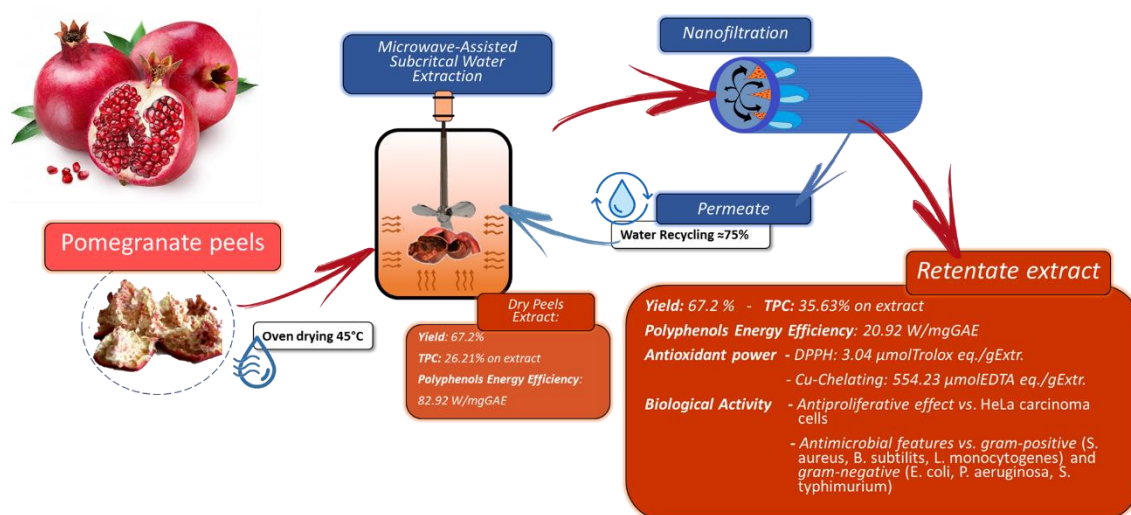 Microwave-Assisted
Subcritcal Water
Extraction
Nanofiltration
Pomegranate peels
Oven drying 45°C
Permeate
Water Recycling ≈75%
Dry Peels
Extract:
Yield: 67.2%
TPC: 26.21% on extract
Polyphenols Energy Efficiency:
82.92 W/mgGAE
Retentate extract
Yield: 67.2 % - TPC: 35.63% on extract
Polyphenols Energy Efficiency: 20.92 W/mgGAE
Antioxidant power - DPPH: 3.04 µmolTrolox eq./gExtr.
- Cu-Chelating: 554.23 µmolEDTA eq./gExtr.
Biological Activity - Antiproliferative effect vs. HeLa carcinoma
cells
- Antimicrobial features vs. gram-positive (S.
aureus, B. subtilits, L. monocytogenes) and
gram-negative (E. coli, P. aeruginosa, S.
typhimurium)